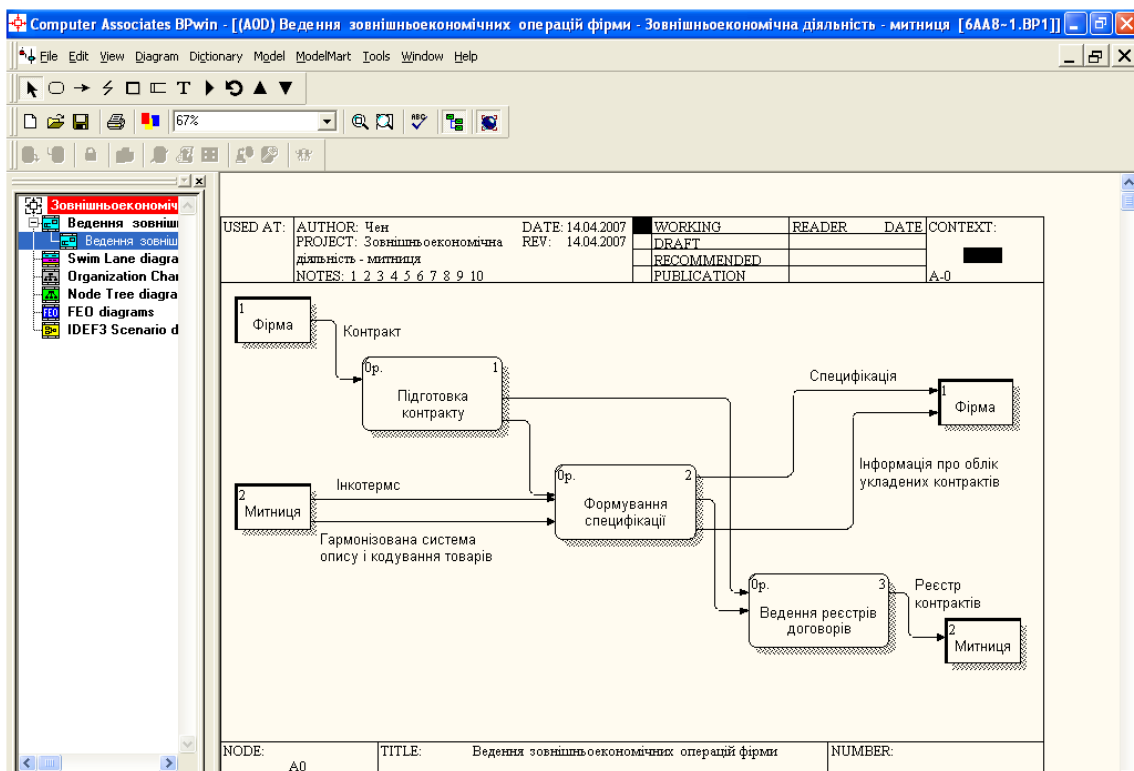 Computer Associates BPwin - [(AOD) Ведення зовнішньоекономічних операцій фірми - Зовнішньоекономічна діяльність - митниця [6AA8~1.BP1]]
File Edit View Diagram Dictionary Model ModelMart Tools Window Help
T
67%
ABC
Зовнішньоекономіч
Ведення зовніш
Ведення зовніш
Swim Lane diagra
Organization Char
Node Tree diagra
FEO diagrams
IDEF3 Scenario d
USED AT:
AUTHOR: Чен
DATE: 14.04.2007
PROJECT: Зовнішньоекономічна
REV: 14.04.2007
діяльність - митниця
NOTES: 1 2 3 4 5 6 7 8 9 10
WORKING
DRAFT
RECOMMENDED
PUBLICATION
READER DATE
CONTEXT:
A-0
1
Фірма
Контракт
0р. 1
Підготовка
контракту
Специфікація
1
Фірма
Інформація про облік
укладених контрактів
2
Митниця
Інкотермс
Гармонізована система
опису і кодування товарів
0р. 2
Формування
специфікації
0р. 3
Ведення реєстрів
договорів
Реєстр
контрактів
2
Митниця
NODE:
A0
TITLE: Ведення зовнішньоекономічних операцій фірми
NUMBER: